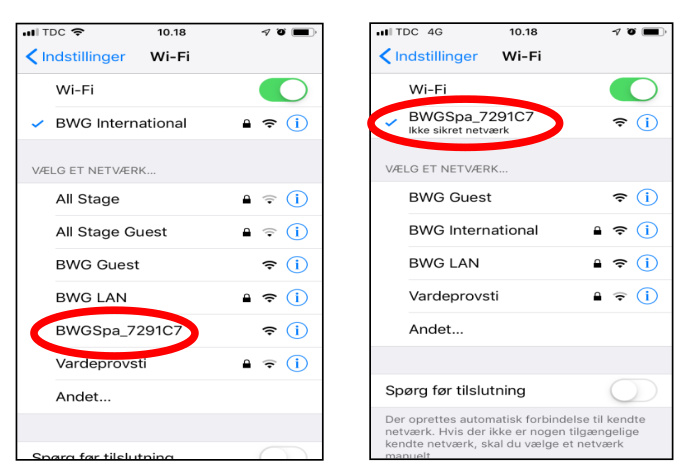 TDC 10.18
Indstillinger Wi-Fi
Wi-Fi
BWG International
VÆLG ET NETVÆRK...
All Stage
All Stage Guest
BWG Guest
BWG LAN
BWGSpa_7291C7
Vardeprovsti
Andet...
Spørg før tilslutning
TDC 4G 10.18
Indstillinger Wi-Fi
Wi-Fi
BWGSpa_7291C7
Ikke sikret netværk
VÆLG ET NETVÆRK...
BWG Guest
BWG International
BWG LAN
Vardeprovsti
Andet...
Spørg før tilslutning
Der oprettes automatisk forbindelse til kendte
netværk. Hvis der ikke er nogen tilgængelige
kendte netværk, skal du vælge et netværk
manuelt